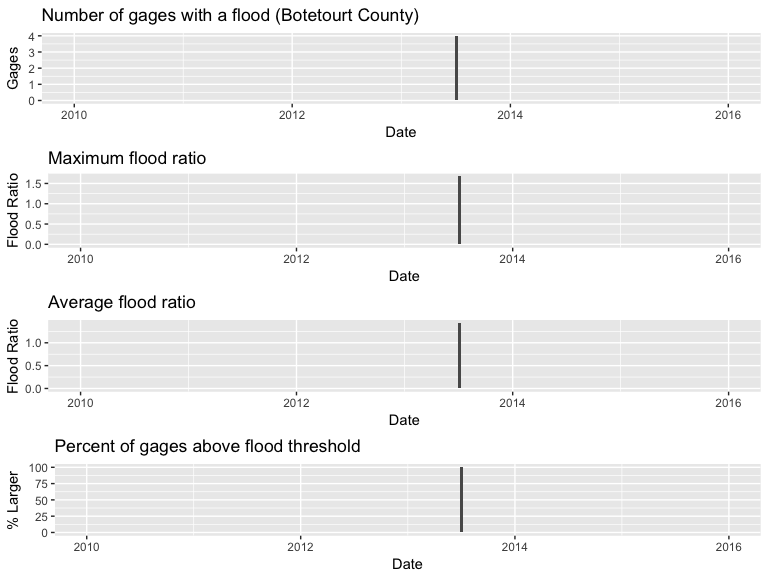 Number of gages with a flood (Botetourt County)
Gages
4
3
2
1
0
2010 2012 2014 2016
Date
Maximum flood ratio
Flood Ratio
1.5
1.0
0.5
0.0
2010 2012 2014 2016
Date
Average flood ratio
Flood Ratio
1.0
0.5
0.0
2010 2012 2014 2016
Date
Percent of gages above flood threshold
% Larger
100
75
50
25
0
2010 2012 2014 2016
Date